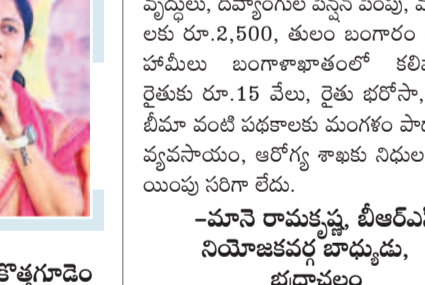 వృద్ధులు, దివ్యాంగుల పెన్షన్ పెంపు,
లకు రూ.2,500, తులం బంగారం
హామీలు బంగాళాఖాతంలో
రైతుకు రూ.15 వేలు, రైతు భరోసా,
బీమా వంటి పథకాలకు మంగళం
వ్యవసాయం, ఆరోగ్య శాఖకు
యింపు సరిగా లేదు.
–మానె రామకృష్ణ, బీఆర్ఎస్
నియోజకవర్గ బాధ్యుడు,
భద్రాచలం
కొత్తగూడెం